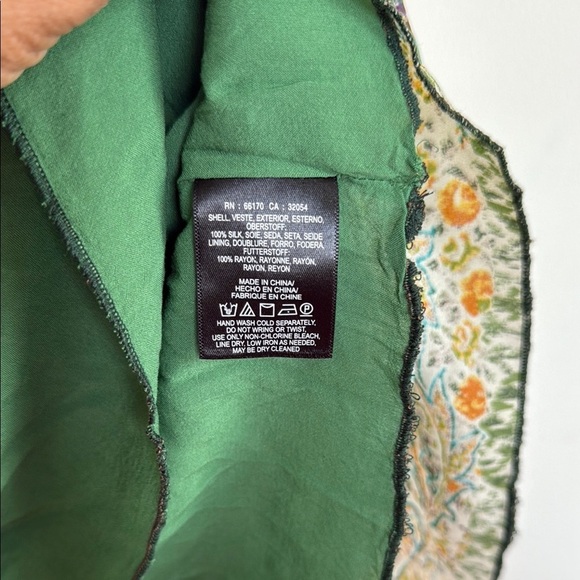 RN : 66170 CA : 32054
SHELL, VESTE, EXTERIOR, ESTERNO,
OBERSTOFF:
100% SILK, SOIE, SEDA, SETA, SEIDE
LINING, DOUBLURE, FORRO, FODERA,
FUTTERSTOFF:
100% RAYOK, RAYONNE, RAYÓN,
RAYON, REYON
MADE IN CHINA/
HECHO EN CHINA/
FABRIQUE EN CHINE
HAND WASH COLD SEPARATELY,
DO NOT WRING OR TWIST,
USE ONLY NON-CHLORINE BLEACH,
LINE DRY, LOW IRON AS NEEDED,
MAY BE DRY CLEANED